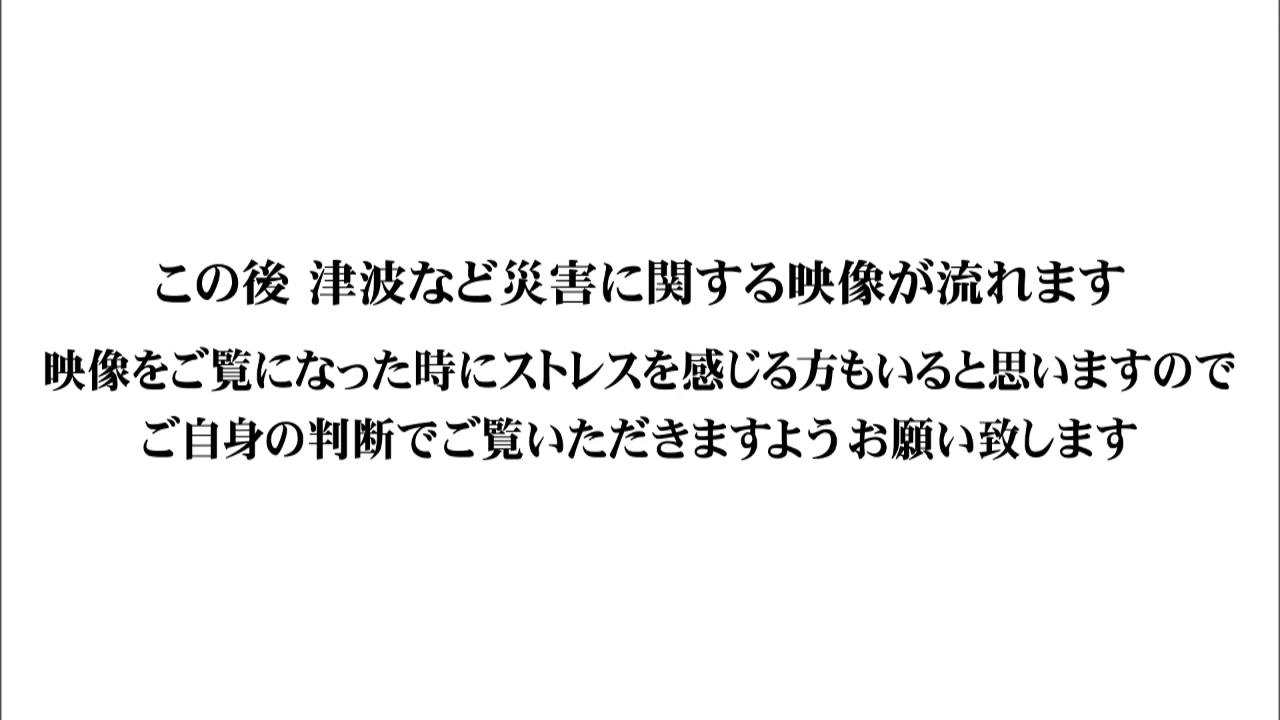 この後 津波など災害に関する映像が流れます
映像をご覧になった時にストレスを感じる方もいると思いますので
ご自身の判断でご覧いただきますようお願い致します